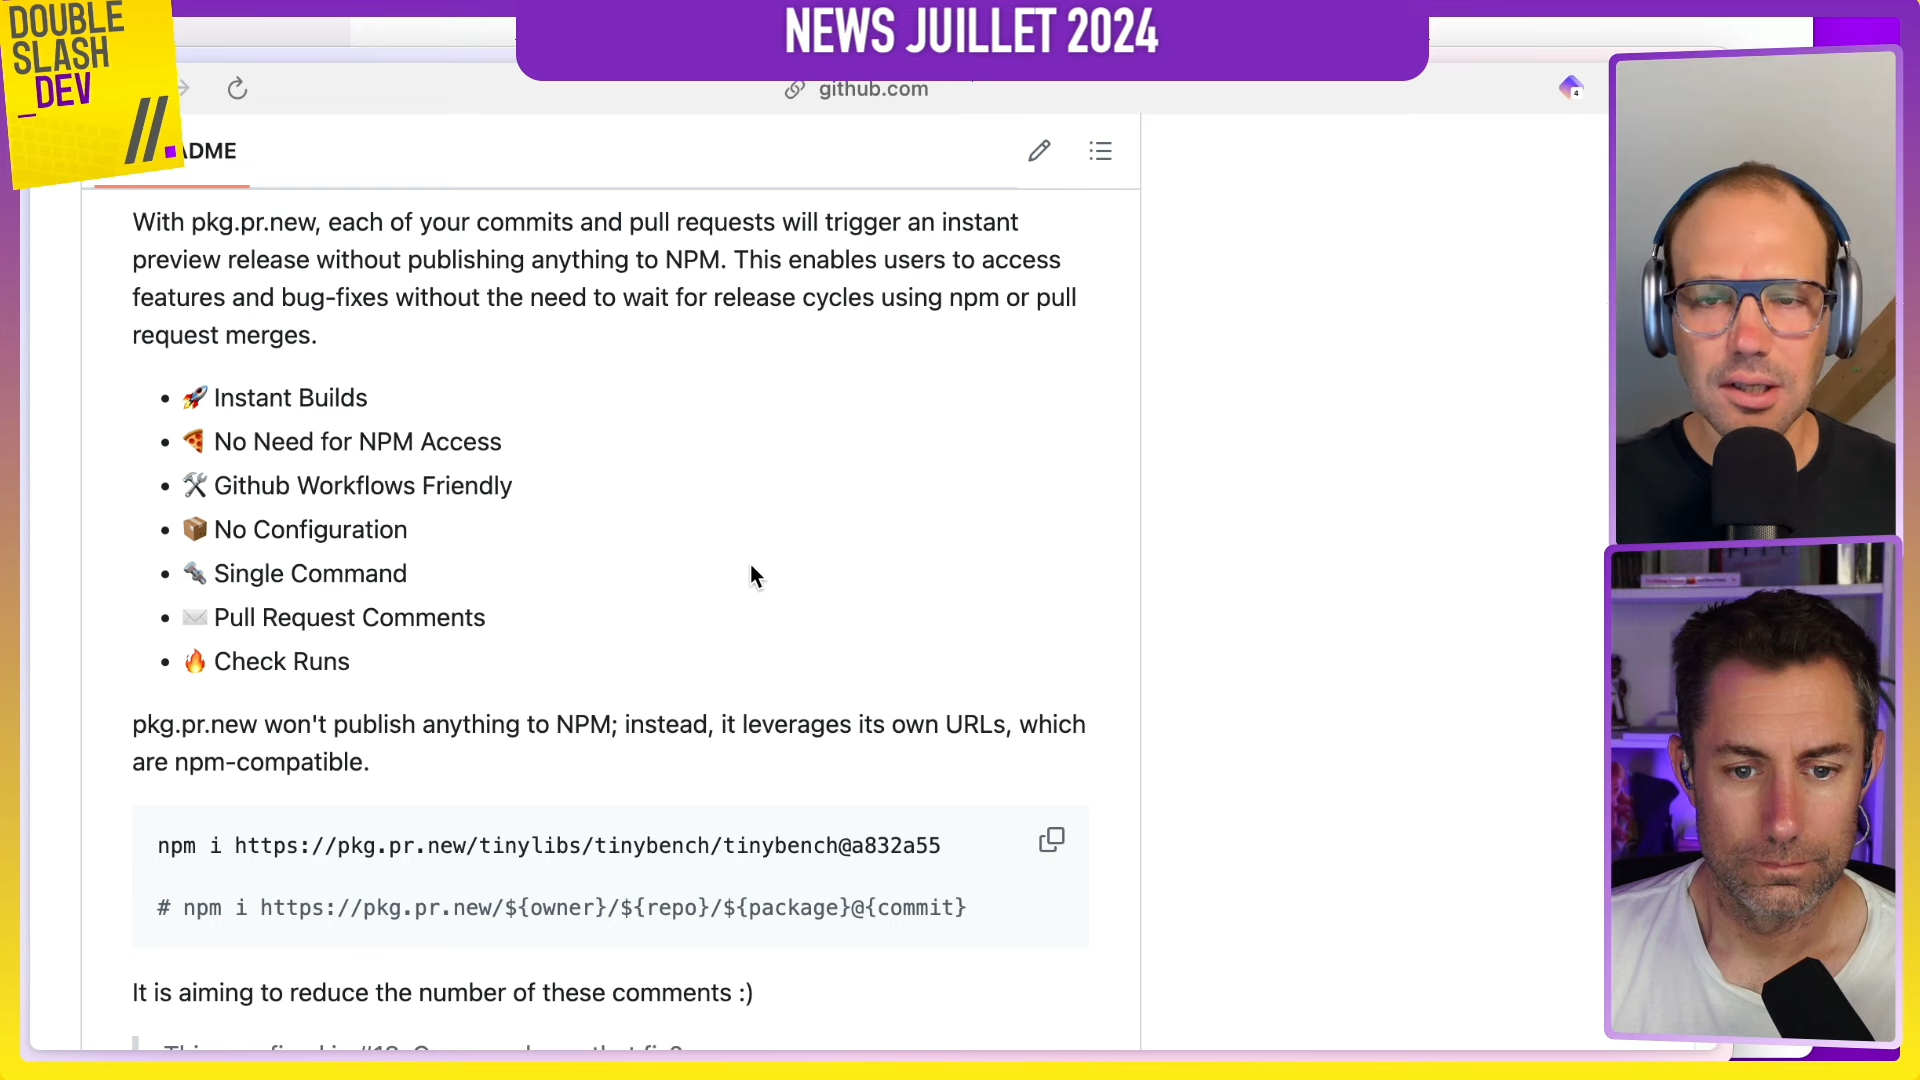 DOUBLE
SLASH
_DEV
//.
NEWS JUILLET 2024
github.com
4
ADME
With pkg.pr.new, each of your commits and pull requests will trigger an instant
preview release without publishing anything to NPM. This enables users to access
features and bug-fixes without the need to wait for release cycles using npm or pull
request merges.
• 🚀 Instant Builds
• 🍕 No Need for NPM Access
• 🛠️ Github Workflows Friendly
• 📦 No Configuration
• 🔩 Single Command
• ✉️ Pull Request Comments
• 🔥 Check Runs
pkg.pr.new won't publish anything to NPM; instead, it leverages its own URLs, which
are npm-compatible.
npm i https://pkg.pr.new/tinylibs/tinybench/tinybench@a832a55
# npm i https://pkg.pr.new/${owner}/${repo}/${package}@{commit}
It is aiming to reduce the number of these comments :)